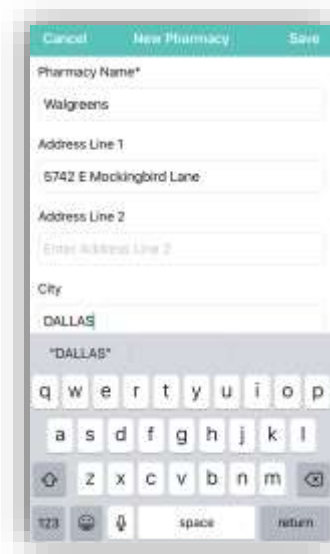 Cancel New Pharmacy Save
Pharmacy Name*
Walgreens
Address Line 1
5742 E Mockingbird Lane
Address Line 2
Enter Address Line 2
City
DALLAS
"DALLAS"
q w e r t y u i o p
a s d f g h j k l
z x c v b n m
123 space return